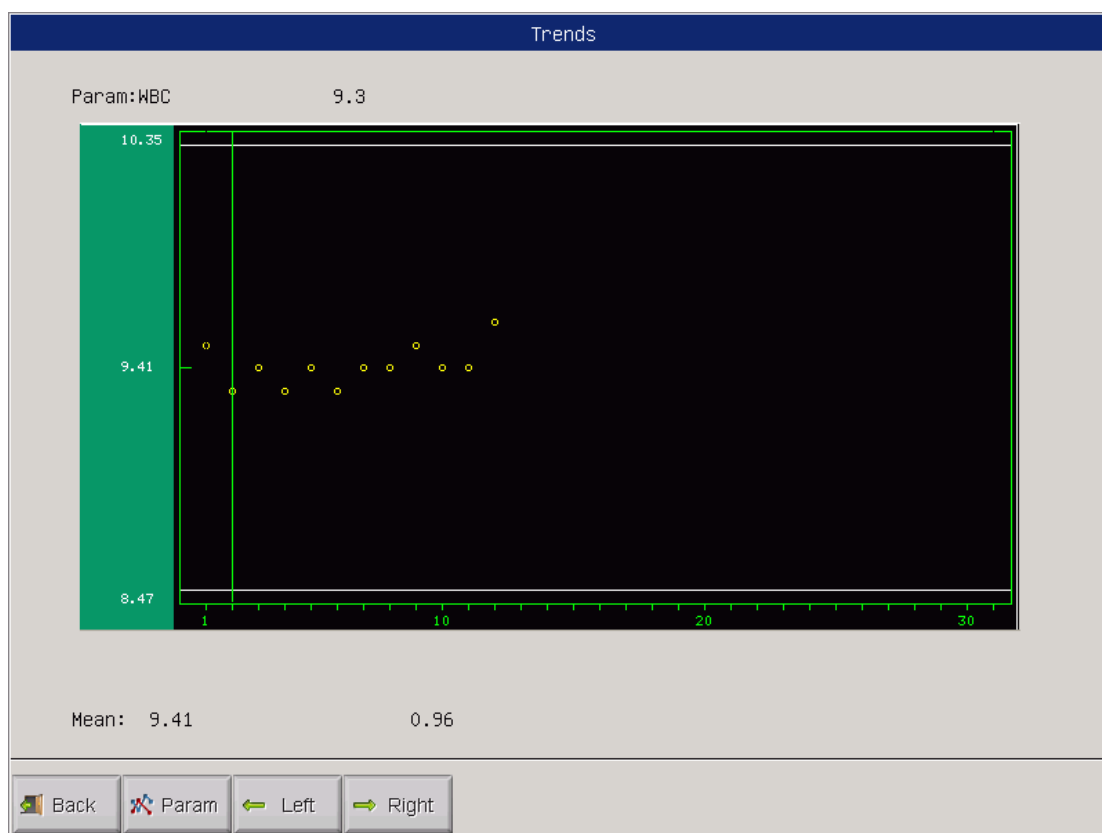 Trends
Param:WBC 9.3
10.35
9.41
8.47
1 10 20 30
Mean: 9.41 0.96
Back Param Left Right